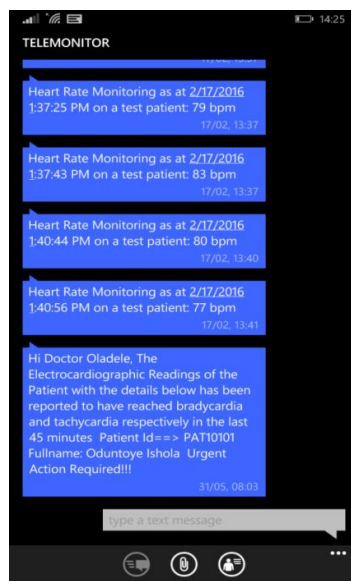 14:25
TELEMONITOR
Heart Rate Monitoring as at 2/17/2016
1:37:25 PM on a test patient: 79 bpm
17/02, 13:37
Heart Rate Monitoring as at 2/17/2016
1:37:43 PM on a test patient: 83 bpm
17/02, 13:37
Heart Rate Monitoring as at 2/17/2016
1:40:44 PM on a test patient: 80 bpm
17/02, 13:40
Heart Rate Monitoring as at 2/17/2016
1:40:56 PM on a test patient: 77 bpm
17/02, 13:41
Hi Doctor Oladele, The
Electrocardiographic Readings of the
Patient with the details below has been
reported to have reached bradycardia
and tachycardia respectively in the last
45 minutes  Patient Id==> PAT10101
Fullname: Oduntoye Ishola  Urgent
Action Required!!!
31/05, 08:03
type a text message